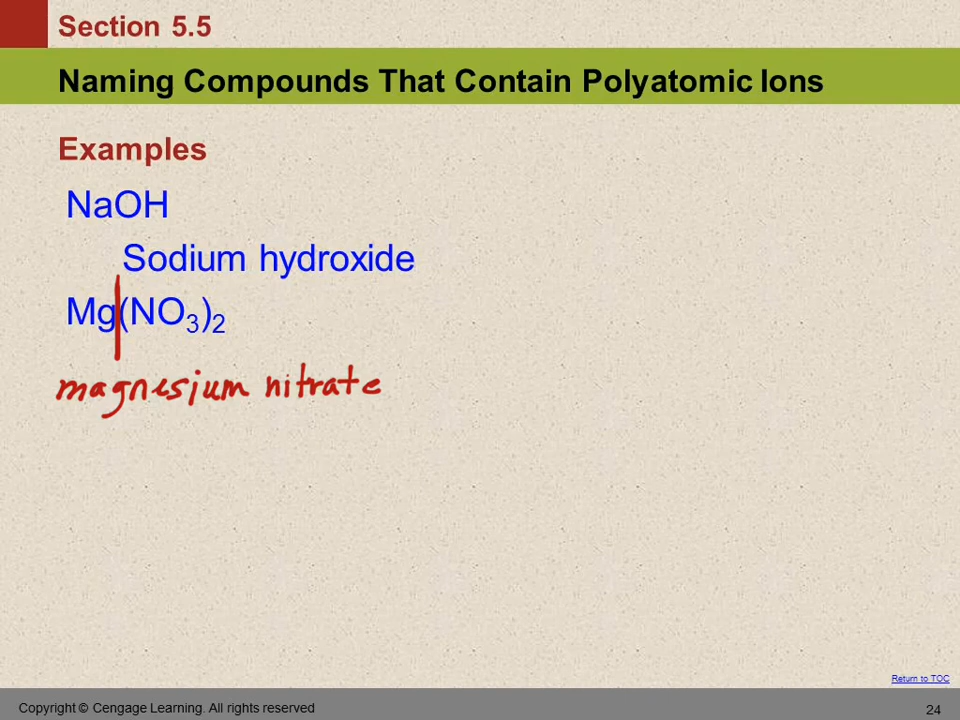 Section 5.5
Naming Compounds That Contain Polyatomic Ions
Examples
NaOH
Sodium hydroxide
Mg(NO₃)₂
magnesium nitrate
Return to TOC
Copyright © Cengage Learning. All rights reserved
24